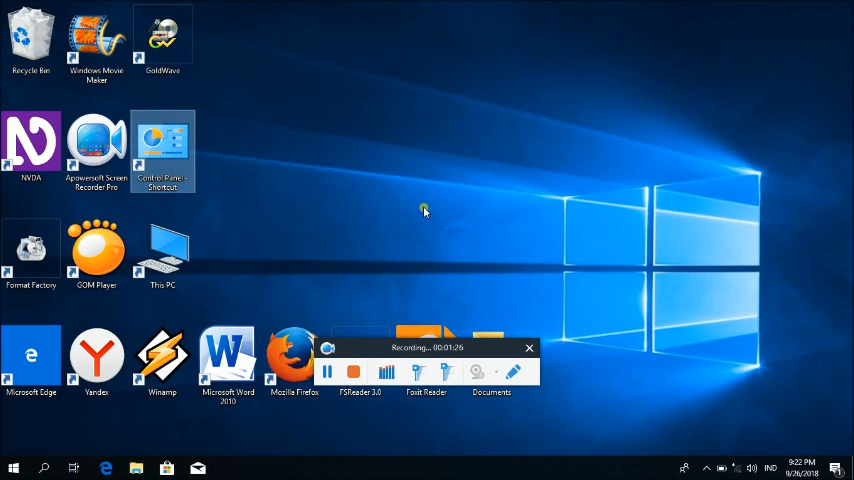 Recycle Bin
Windows Movie
Maker
GoldWave
NVDA
Apowersoft Screen
Recorder Pro
Control Panel -
Shortcut
Format Factory
GOM Player
This PC
Recording... 00:01:26
Microsoft Edge
Yandex
Winamp
Microsoft Word
2010
Mozilla Firefox
FSReader 3.0
Foxit Reader
Documents
IND
9:22 PM
9/26/2018
1